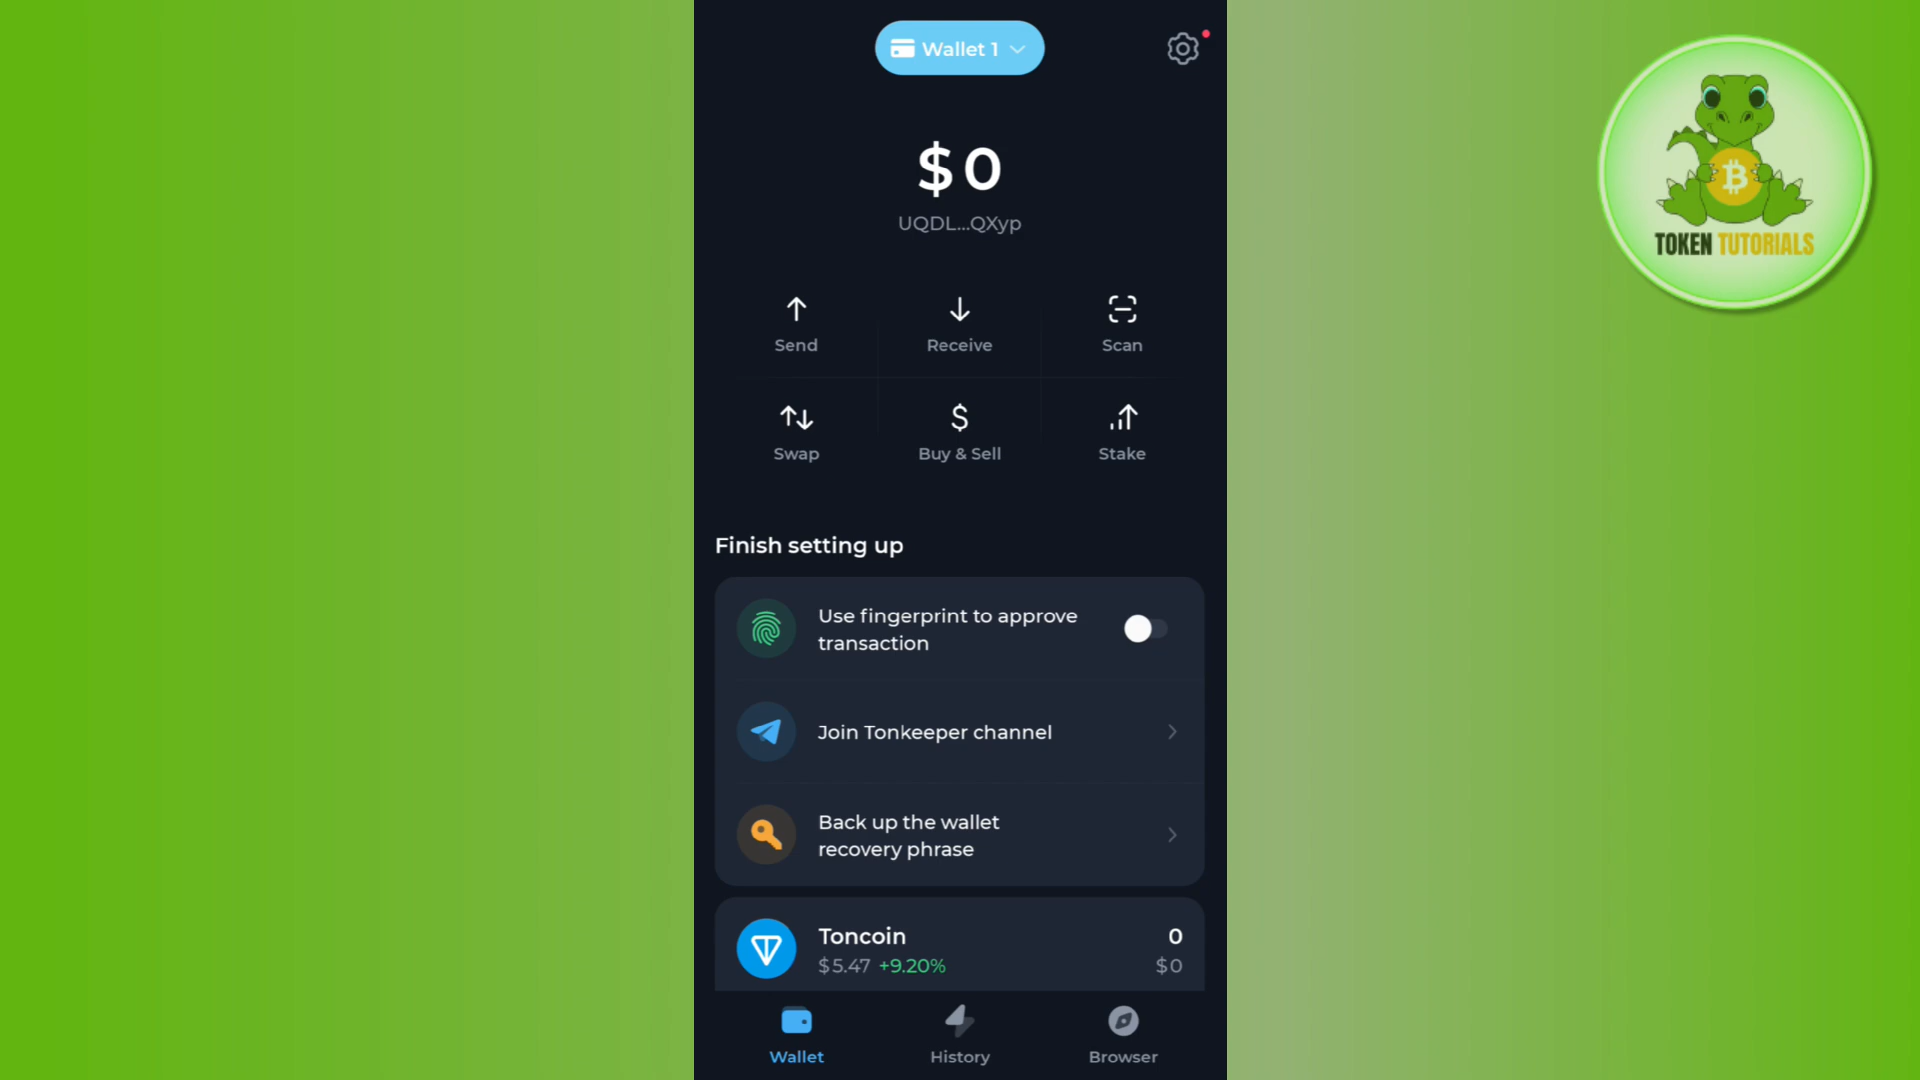 Wallet 1
$0
UQDL...QXyp
Send
Receive
Scan
Swap
Buy & Sell
Stake
Finish setting up
Use fingerprint to approve
transaction
Join Tonkeeper channel
Back up the wallet
recovery phrase
Toncoin
0
$5.47 +9.20%
$0
Wallet
History
Browser
TOKEN TUTORIALS